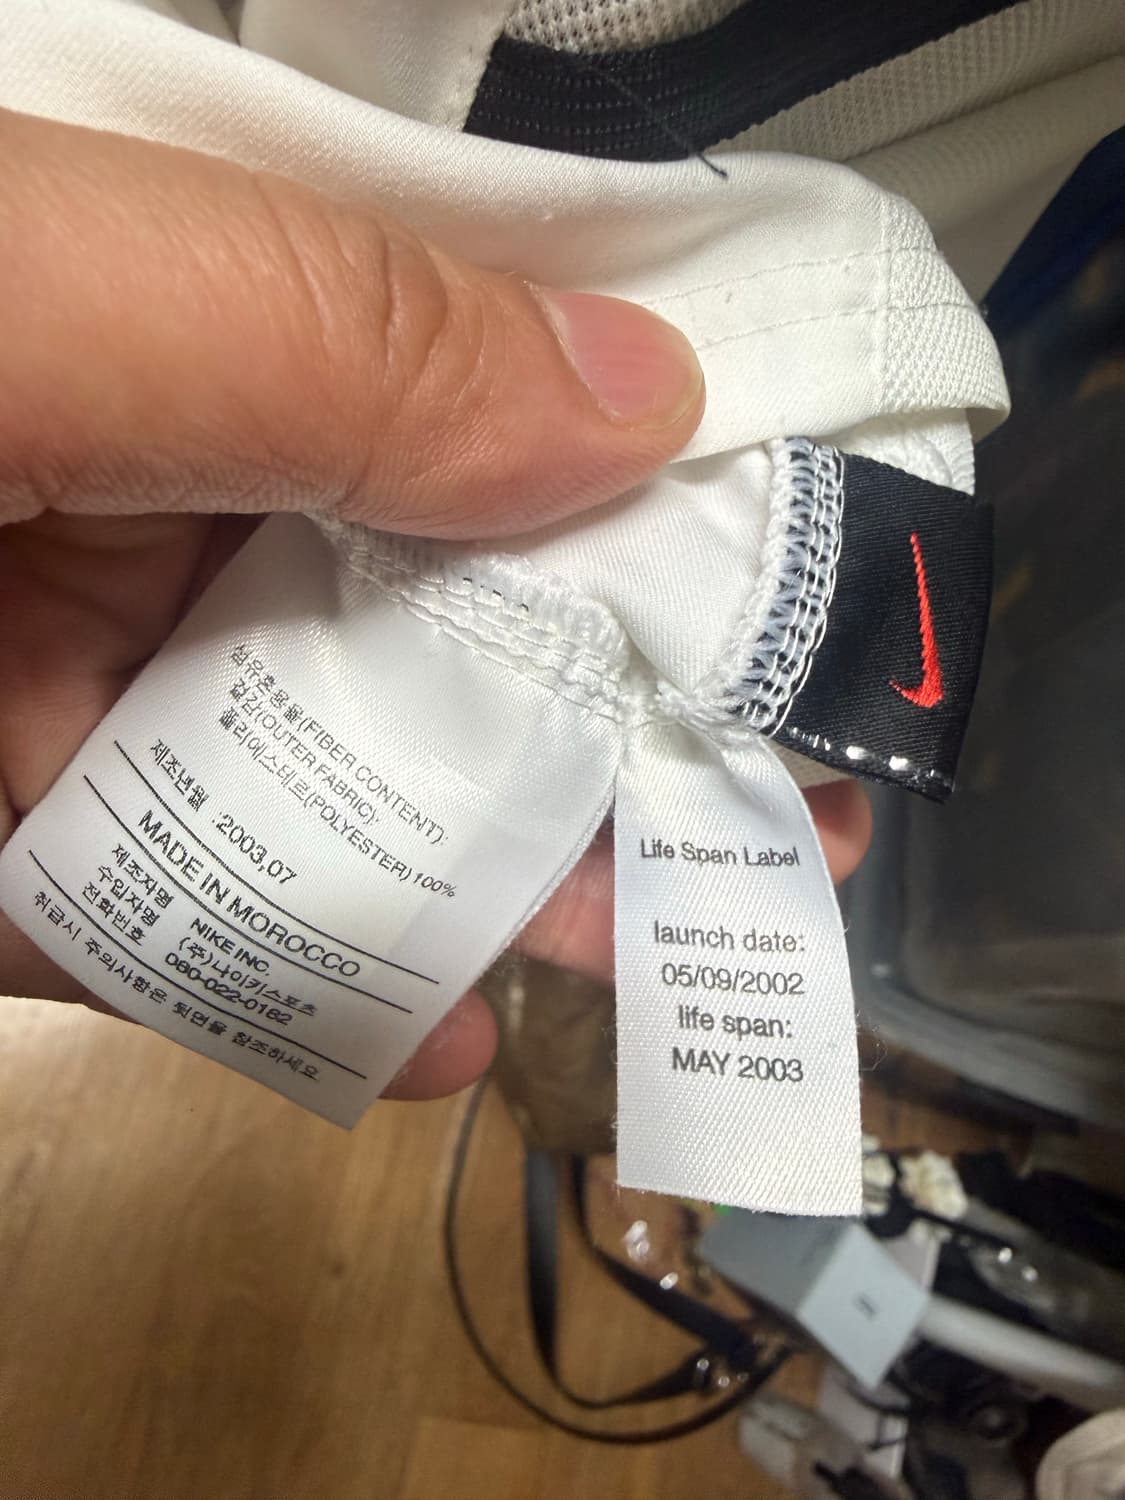 섬유혼용율(FIBER CONTENT):
겉감(OUTER FABRIC):
폴리에스테르(POLYESTER) 100%
제조년월 :2003,07
MADE IN MOROCCO
제조자명 NIKE INC.
수입자명 (주)나이키스포츠
전화번호 080-022-0182
취급시 주의사항은 뒷면을 참조하세요
Life Span Label
launch date:
05/09/2002
life span:
MAY 2003